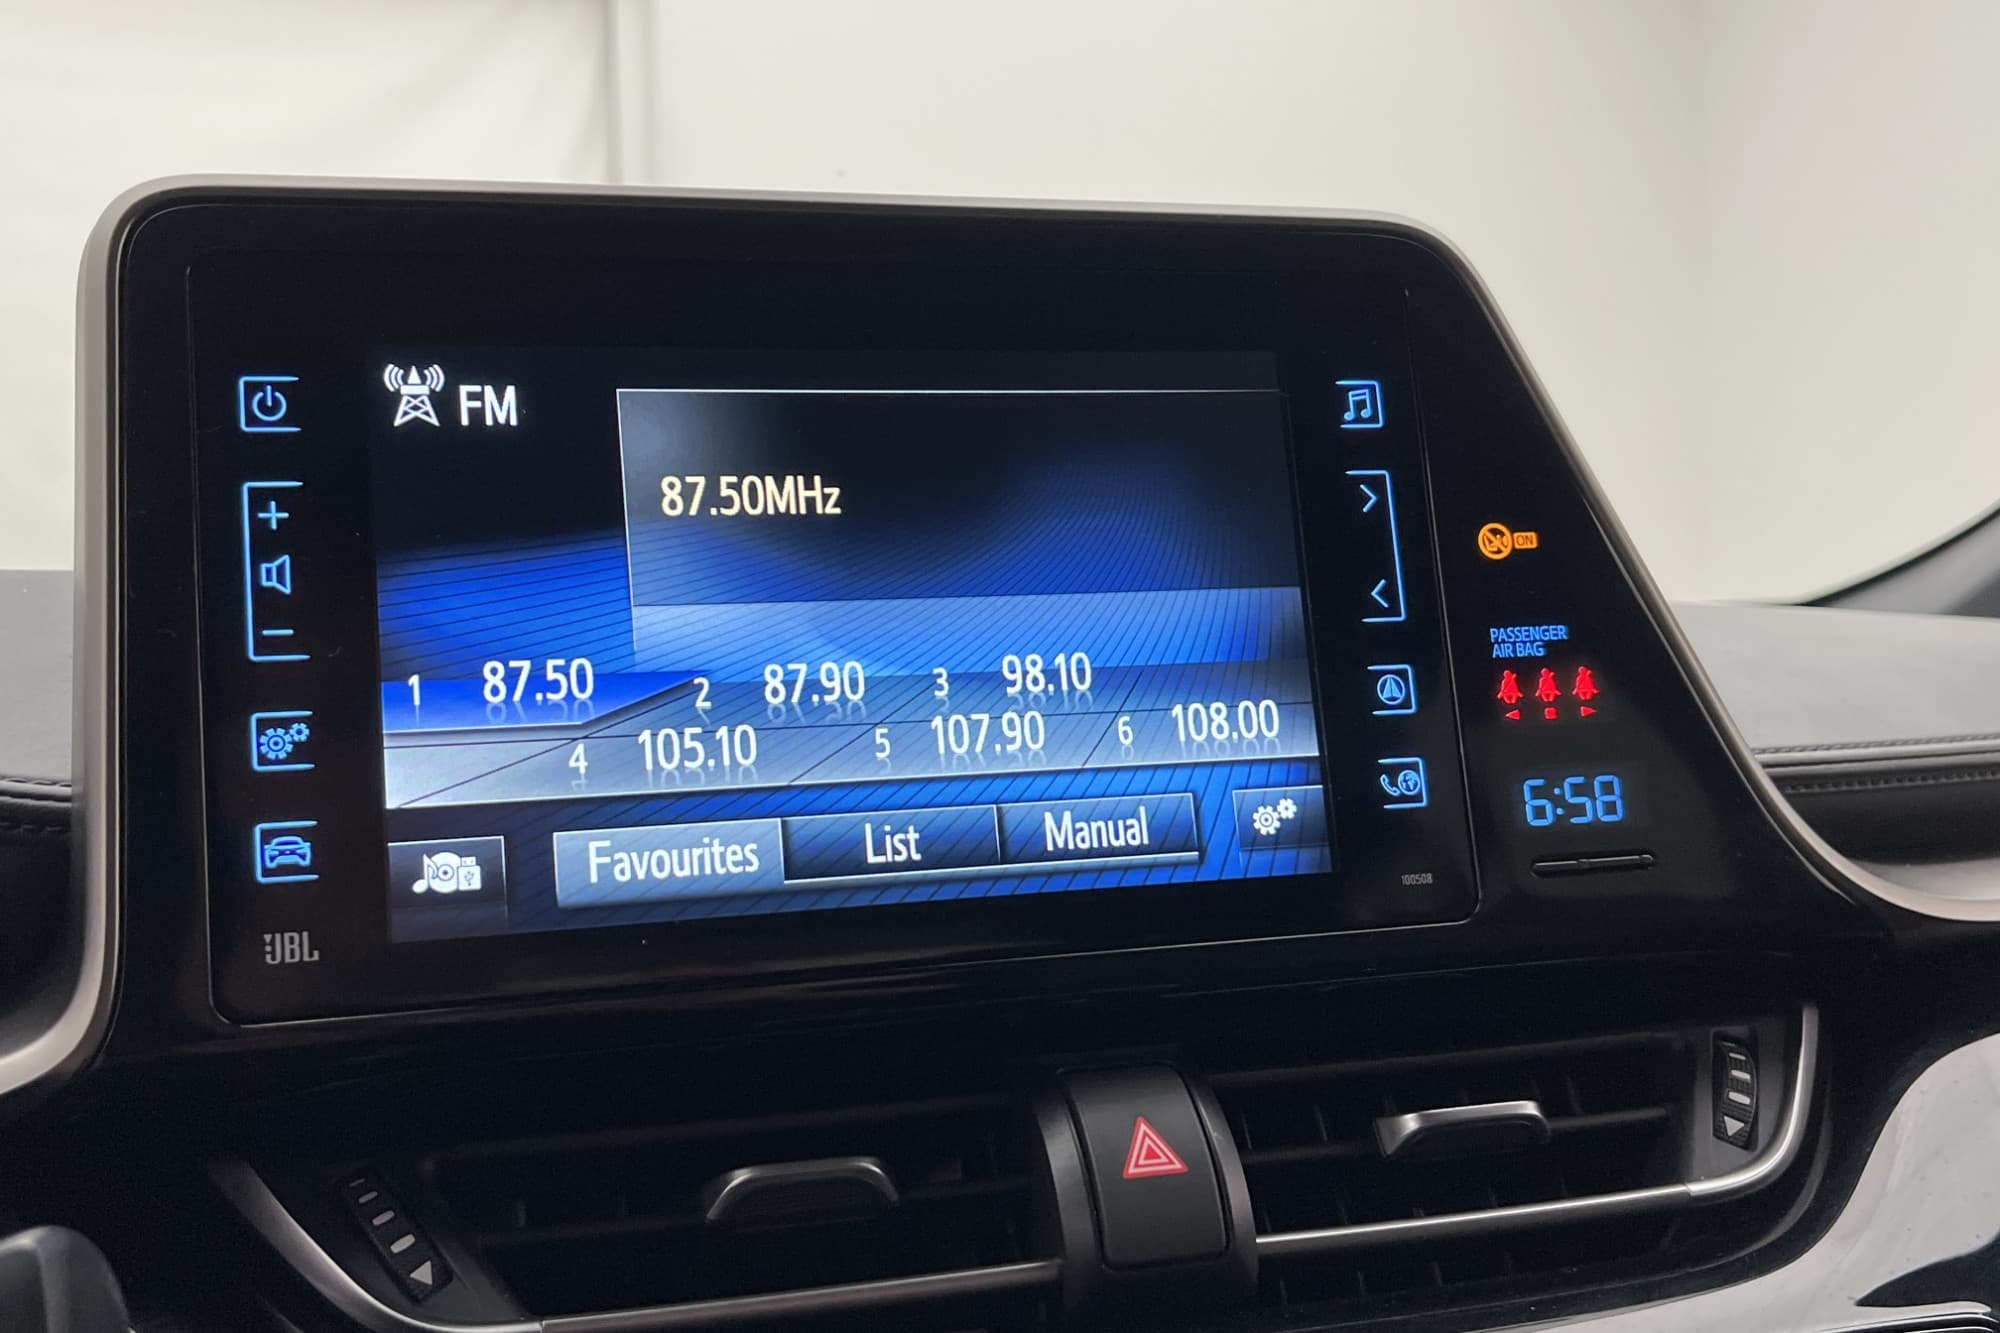 FM
87.50MHz
1 87.50 2 87.90 3 98.10
4 105.10 5 107.90 6 108.00
Favourites List Manual
JBL
100508
ON
PASSENGER
AIR BAG
6:58